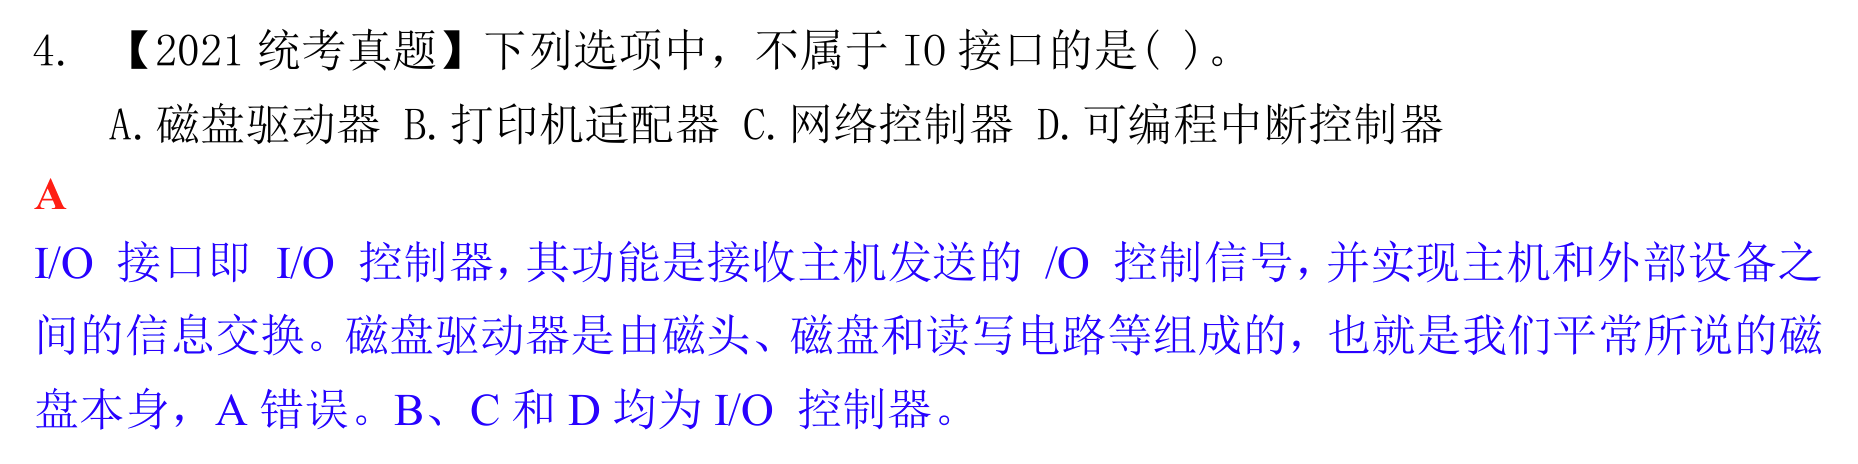 4. 【2021 统考真题】下列选项中，不属于 IO 接口的是( )。
A. 磁盘驱动器 B. 打印机适配器 C. 网络控制器 D. 可编程中断控制器
A
I/O 接口即 I/O 控制器，其功能是接收主机发送的 /O 控制信号，并实现主机和外部设备之
间的信息交换。磁盘驱动器是由磁头、磁盘和读写电路等组成的，也就是我们平常所说的磁
盘本身，A 错误。B、C 和 D 均为 I/O 控制器。